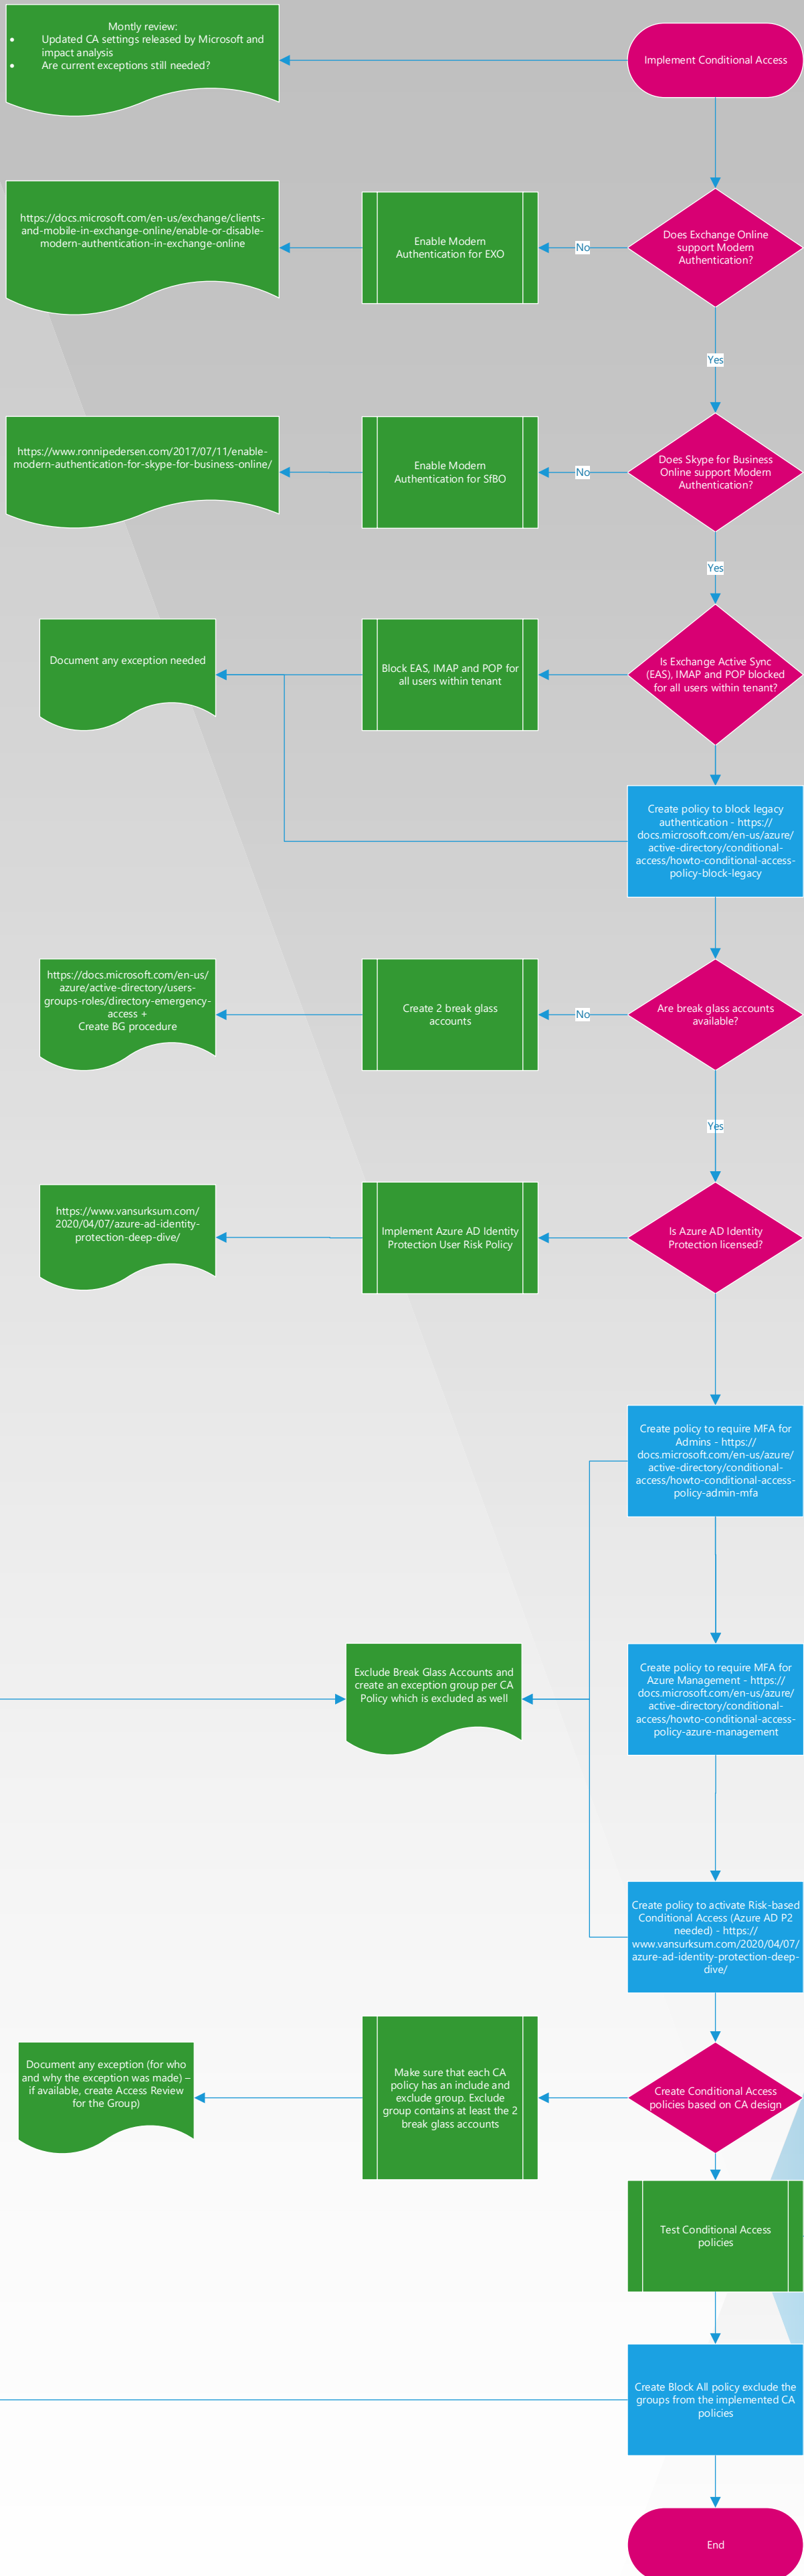 Montly review:
• Updated CA settings released by Microsoft and
impact analysis
• Are current exceptions still needed?
Implement Conditional Access
https://docs.microsoft.com/en-us/exchange/clients-
and-mobile-in-exchange-online/enable-or-disable-
modern-authentication-in-exchange-online
Enable Modern
Authentication for EXO
No
Does Exchange Online
support Modern
Authentication?
Yes
https://www.ronnipedersen.com/2017/07/11/enable-
modern-authentication-for-skype-for-business-online/
Enable Modern
Authentication for SfBO
No
Does Skype for Business
Online support Modern
Authentication?
Yes
Document any exception needed
Block EAS, IMAP and POP for
all users within tenant
Is Exchange Active Sync
(EAS), IMAP and POP blocked
for all users within tenant?
Create policy to block legacy
authentication - https://
docs.microsoft.com/en-us/azure/
active-directory/conditional-
access/howto-conditional-access-
policy-block-legacy
https://docs.microsoft.com/en-us/
azure/active-directory/users-
groups-roles/directory-emergency-
access +
Create BG procedure
Create 2 break glass
accounts
No
Are break glass accounts
available?
Yes
https://www.vansurksum.com/
2020/04/07/azure-ad-identity-
protection-deep-dive/
Implement Azure AD Identity
Protection User Risk Policy
Is Azure AD Identity
Protection licensed?
Create policy to require MFA for
Admins - https://
docs.microsoft.com/en-us/azure/
active-directory/conditional-
access/howto-conditional-access-
policy-admin-mfa
Exclude Break Glass Accounts and
create an exception group per CA
Policy which is excluded as well
Create policy to require MFA for
Azure Management - https://
docs.microsoft.com/en-us/azure/
active-directory/conditional-
access/howto-conditional-access-
policy-azure-management
Create policy to activate Risk-based
Conditional Access (Azure AD P2
needed) - https://
www.vansurksum.com/2020/04/07/
azure-ad-identity-protection-deep-
dive/
Document any exception (for who
and why the exception was made) –
if available, create Access Review
for the Group)
Make sure that each CA
policy has an include and
exclude group. Exclude
group contains at least the 2
break glass accounts
Create Conditional Access
policies based on CA design
Test Conditional Access
policies
Create Block All policy exclude the
groups from the implemented CA
policies
End